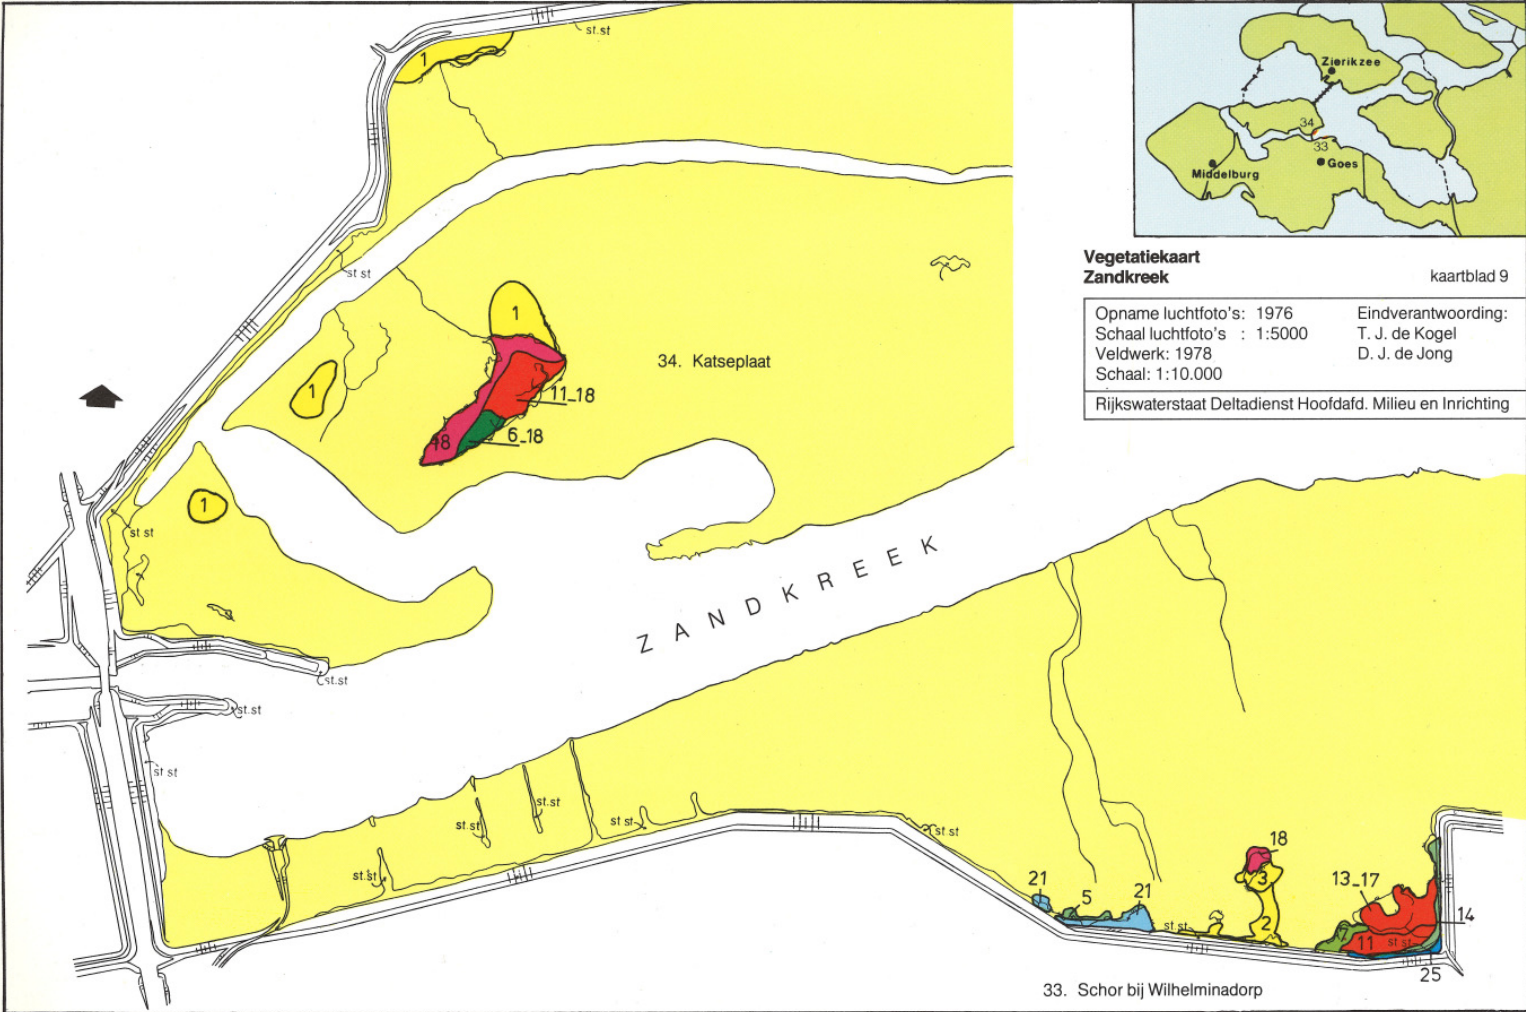 st.st
1
Zierikzee
34
33
Goes
Middelburg
Vegetatiekaart
Zandkreek
kaartblad 9
Opname luchtfoto's: 1976
Schaal luchtfoto's : 1:5000
Veldwerk: 1978
Schaal: 1:10.000
Eindverantwoording:
T. J. de Kogel
D. J. de Jong
Rijkswaterstaat Deltadienst Hoofdafd. Milieu en Inrichting
st st
1
34. Katseplaat
1
11_18
18
6_18
1
st st
ZANDKREEK
st.st
st.st
st st
st.st
st.st
st st
st.st
st.st
18
21
5
21
3
13_17
2
14
st st
11
st st
25
33. Schor bij Wilhelminadorp